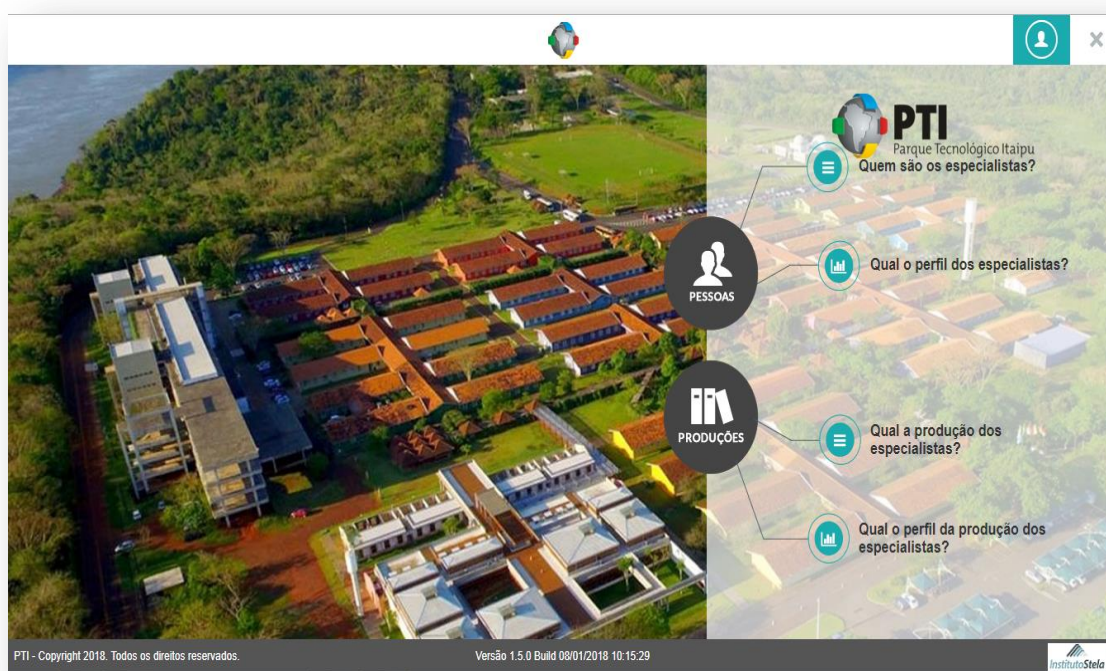 PTI
Parque Tecnológico Itaipu
Quem são os especialistas?
Qual o perfil dos especialistas?
PESSOAS
PRODUÇÕES
Qual a produção dos
especialistas?
Qual o perfil da produção dos
especialistas?
PTI - Copyright 2018. Todos os direitos reservados.
Versão 1.5.0 Build 08/01/2018 10:15:29
InstitutoStela